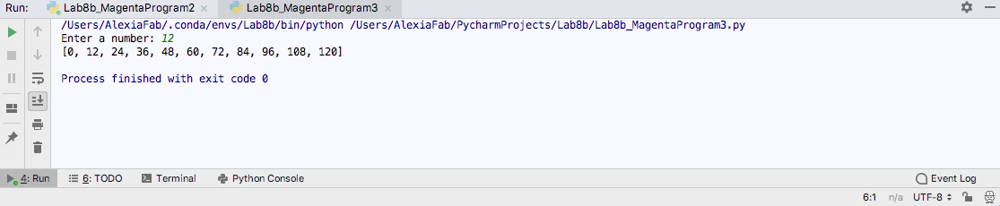 Run: Lab8b_MagentaProgram2 × Lab8b_MagentaProgram3 ×
/Users/AlexiaFab/.conda/envs/Lab8b/bin/python /Users/AlexiaFab/PycharmProjects/Lab8b/Lab8b_MagentaProgram3.py
Enter a number: 12
[0, 12, 24, 36, 48, 60, 72, 84, 96, 108, 120]
Process finished with exit code 0
4: Run 6: TODO Terminal Python Console Event Log
6:1 n/a UTF-8